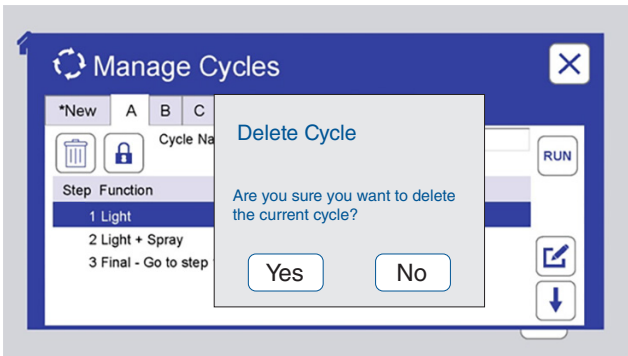 Manage Cycles
*New A B C
Cycle Na
RUN
Step Function
1 Light
2 Light + Spray
3 Final - Go to step
Delete Cycle
Are you sure you want to delete
the current cycle?
Yes No